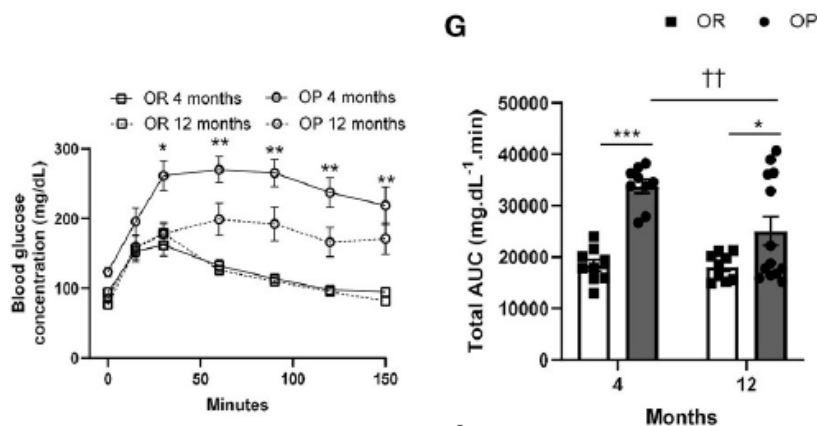 G
OR OP
OR 4 months OP 4 months
OR 12 months OP 12 months
* ** ** ** **
300
200
100
0
Blood glucose
concentration (mg/dL)
0 50 100 150
Minutes
††
*** *
50000
40000
30000
20000
10000
0
Total AUC (mg.dL⁻¹.min)
4 12
Months